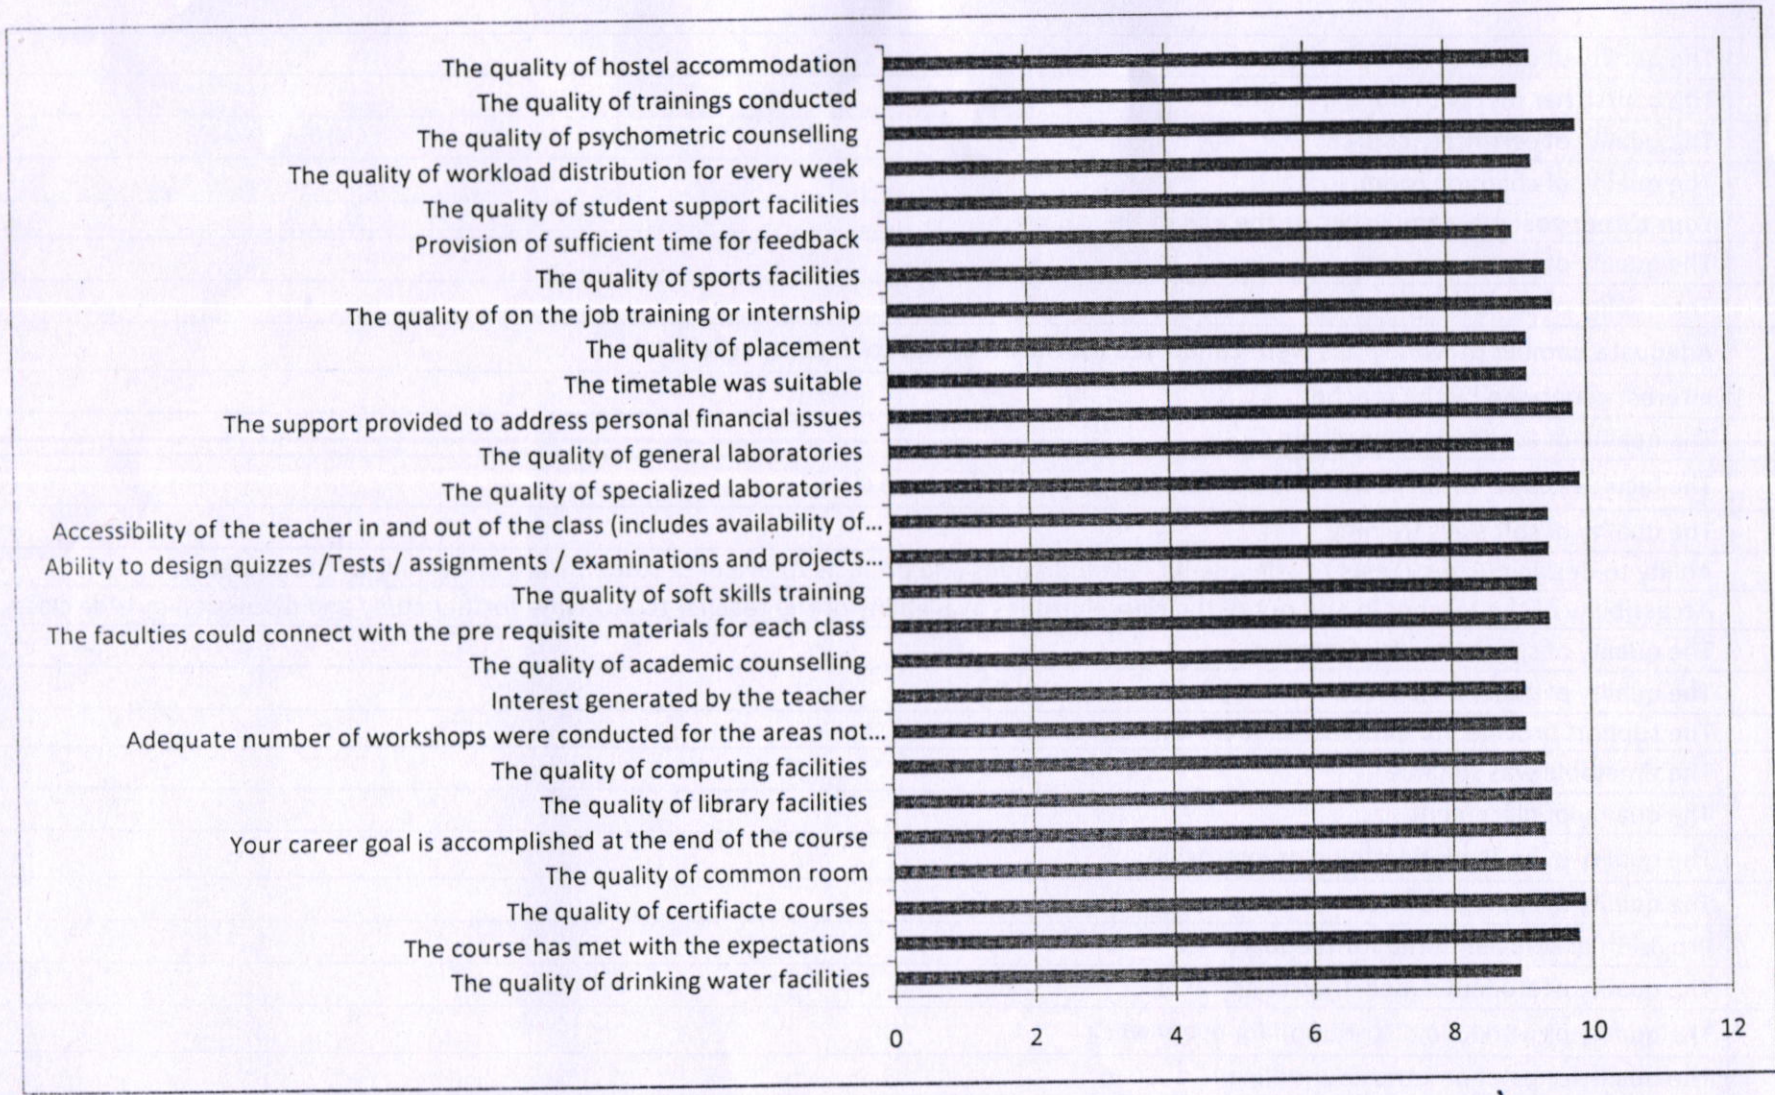 The quality of hostel accommodation
The quality of trainings conducted
The quality of psychometric counselling
The quality of workload distribution for every week
The quality of student support facilities
Provision of sufficient time for feedback
The quality of sports facilities
The quality of on the job training or internship
The quality of placement
The timetable was suitable
The support provided to address personal financial issues
The quality of general laboratories
The quality of specialized laboratories
Accessibility of the teacher in and out of the class (includes availability of...
Ability to design quizzes /Tests / assignments / examinations and projects...
The quality of soft skills training
The faculties could connect with the pre requisite materials for each class
The quality of academic counselling
Interest generated by the teacher
Adequate number of workshops were conducted for the areas not...
The quality of computing facilities
The quality of library facilities
Your career goal is accomplished at the end of the course
The quality of common room
The quality of certifiacte courses
The course has met with the expectations
The quality of drinking water facilities
0 2 4 6 8 10 12